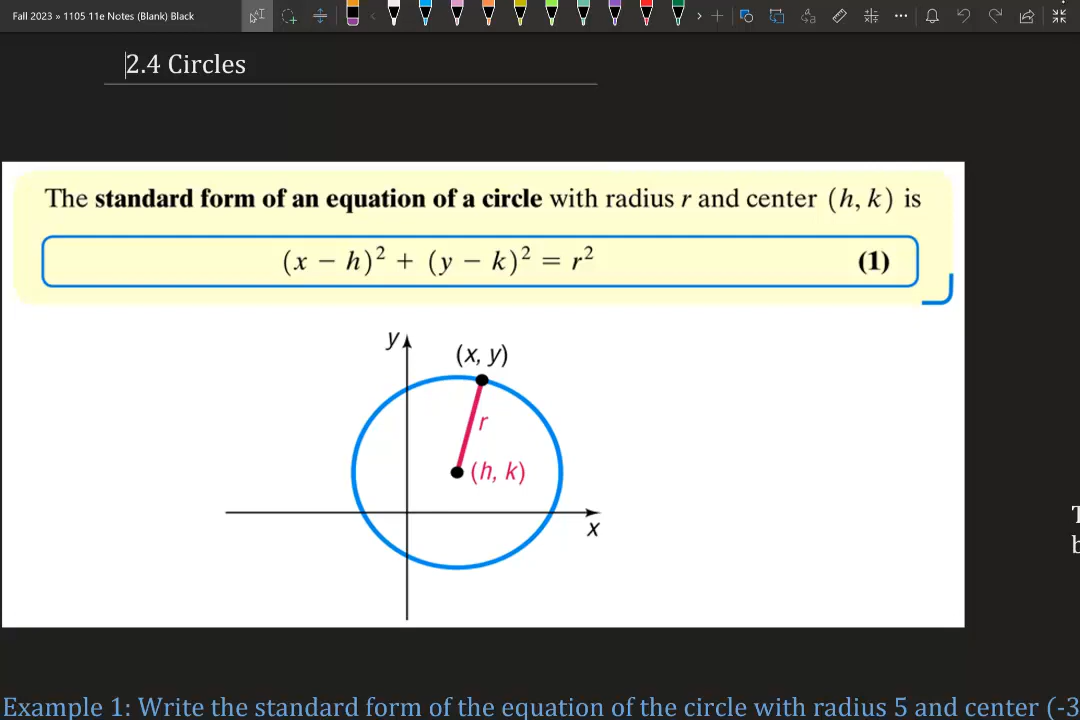 Fall 2023 » 1105 11e Notes (Blank) Black
2.4 Circles
The standard form of an equation of a circle with radius r and center (h, k) is
(x − h)² + (y − k)² = r² (1)
y
(x, y)
r
(h, k)
x
Example 1: Write the standard form of the equation of the circle with radius 5 and center (-3